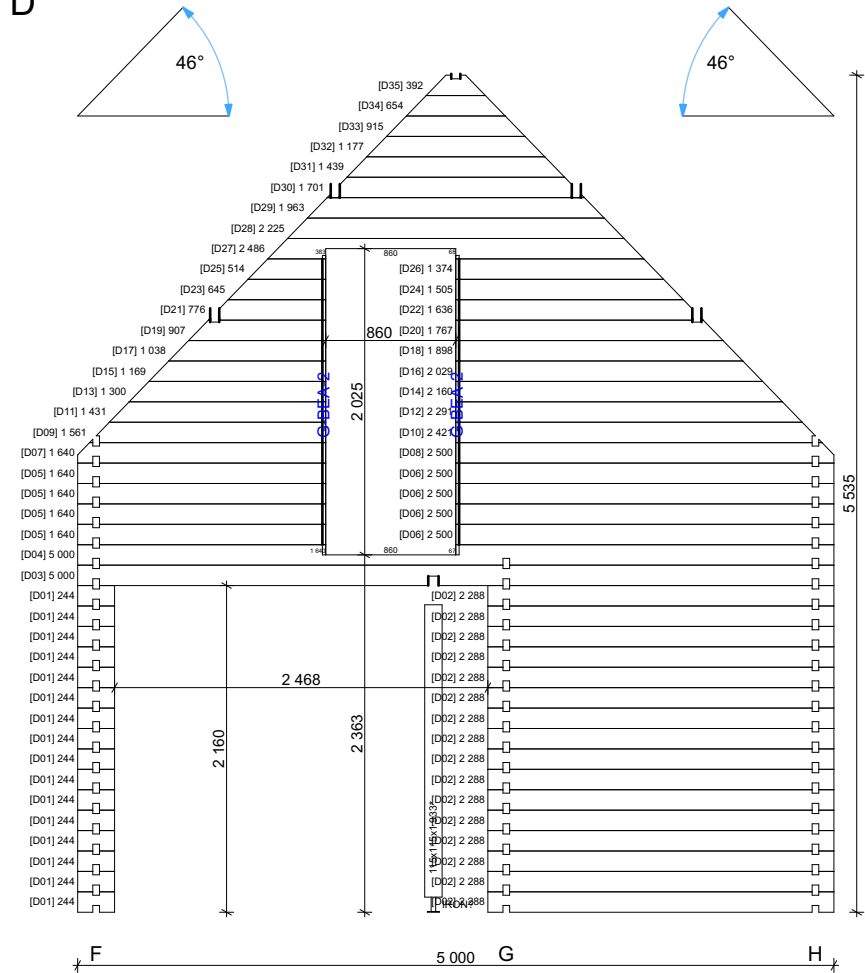 D
46°
46°
[D35] 392
[D34] 654
[D33] 915
[D32] 1 177
[D31] 1 439
[D30] 1 701
[D29] 1 963
[D28] 2 225
[D27] 2 486
383
860
68
[D25] 514
[D26] 1 374
[D23] 645
[D24] 1 505
[D21] 776
[D22] 1 636
[D19] 907
860
[D20] 1 767
[D17] 1 038
[D18] 1 898
[D15] 1 169
[D16] 2 029
[D13] 1 300
[D14] 2 160
[D11] 1 431
[D12] 2 291
[D09] 1 561
[D10] 2 421
2 025
[D07] 1 640
[D08] 2 500
5 535
[D05] 1 640
[D06] 2 500
[D05] 1 640
[D06] 2 500
[D05] 1 640
[D06] 2 500
[D05] 1 640
[D06] 2 500
[D04] 5 000
860
67
[D03] 5 000
[D01] 244
[D02] 2 288
[D01] 244
[D02] 2 288
[D01] 244
[D02] 2 288
[D01] 244
[D02] 2 288
[D01] 244
2 468
[D02] 2 288
[D01] 244
[D02] 2 288
[D01] 244
[D02] 2 288
2 160
2 363
[D01] 244
[D02] 2 288
[D01] 244
[D02] 2 288
[D01] 244
[D02] 2 288
[D01] 244
[D02] 2 288
[D01] 244
[D02] 2 288
[D01] 244
[D02] 2 288
[D01] 244
[D02] 2 288
[D01] 244
[D02] 2 288
[D01] 244
[D02] 2 288
F
5 000
G
H